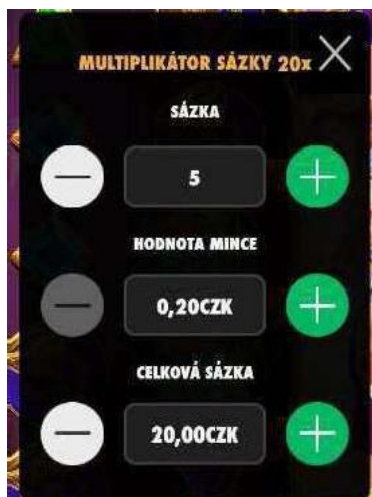 MULTIPLIKÁTOR SÁZKY 20x
SÁZKA
5
HODNOTA MINCE
0,20CZK
CELKOVÁ SÁZKA
20,00CZK